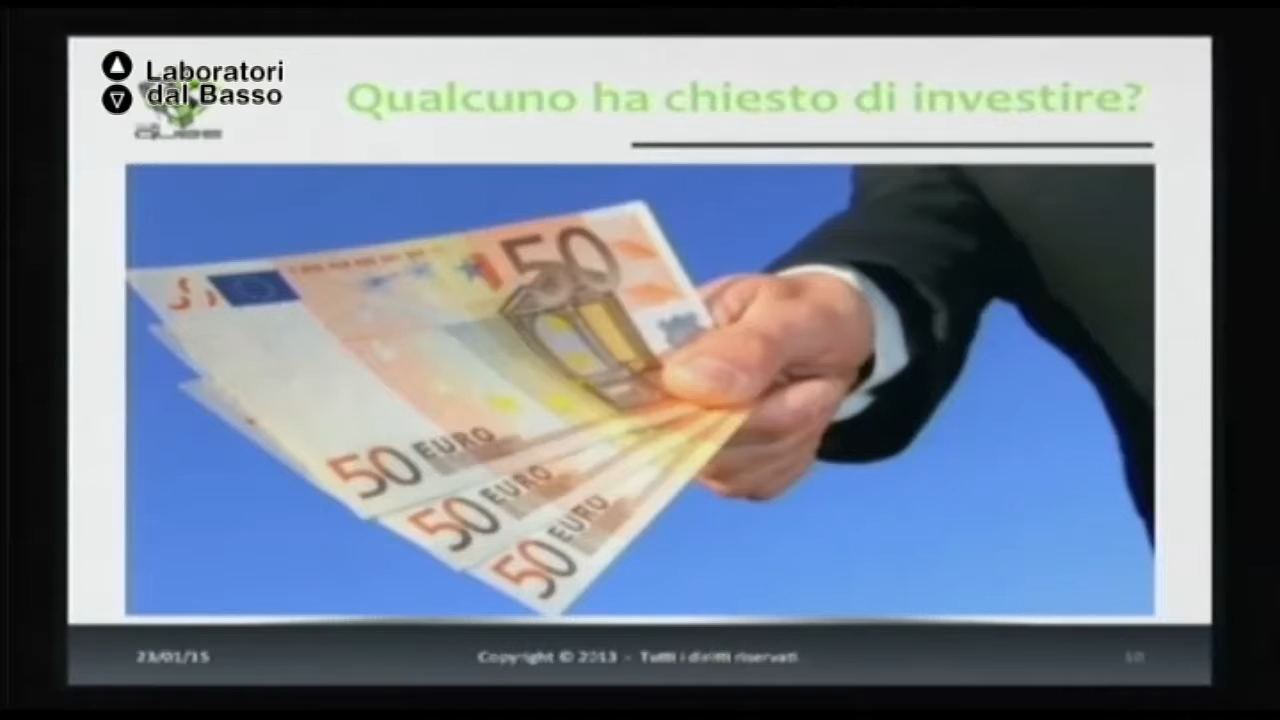 Laboratori
dal Basso
Qualcuno ha chiesto di investire?
50
50 EURO
50 EURO
50 EURO
23/01/15
Copyright © 2013 - Tutti i diritti riservati